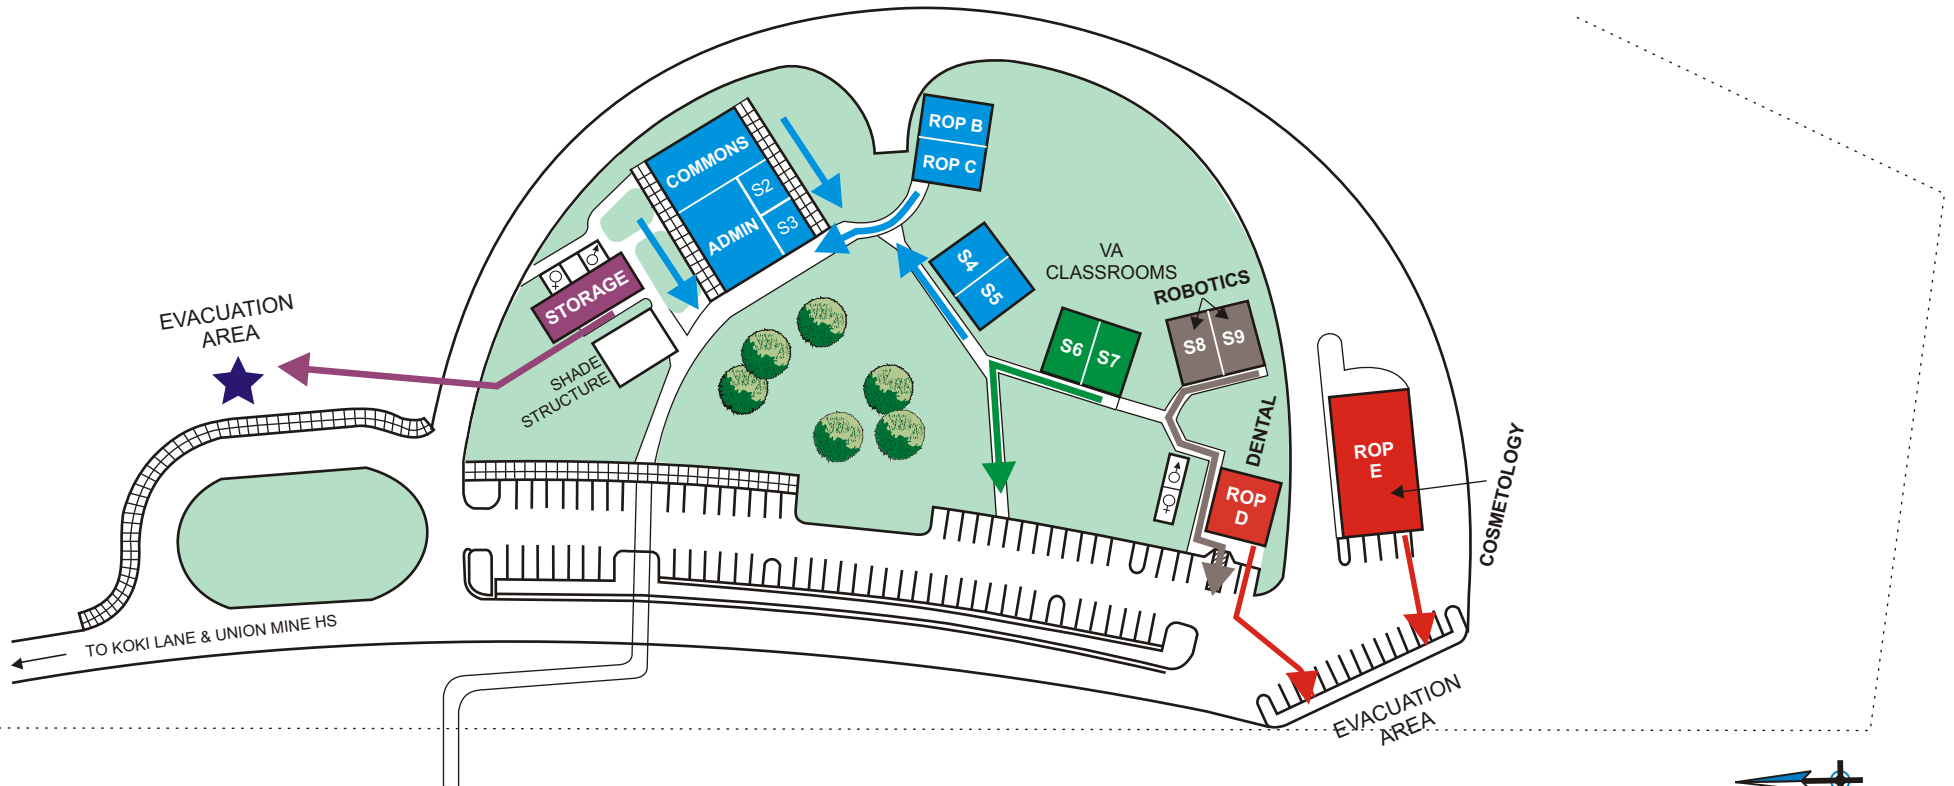 ROP B
ROP C
COMMONS
S2
ADMIN
S3
S4
S5
VA
CLASSROOMS
ROBOTICS
STORAGE
EVACUATION
AREA
S6
S7
S8
S9
SHADE
STRUCTURE
DENTAL
ROP
E
COSMETOLOGY
ROP
D
TO KOKI LANE & UNION MINE HS
EVACUATION
AREA